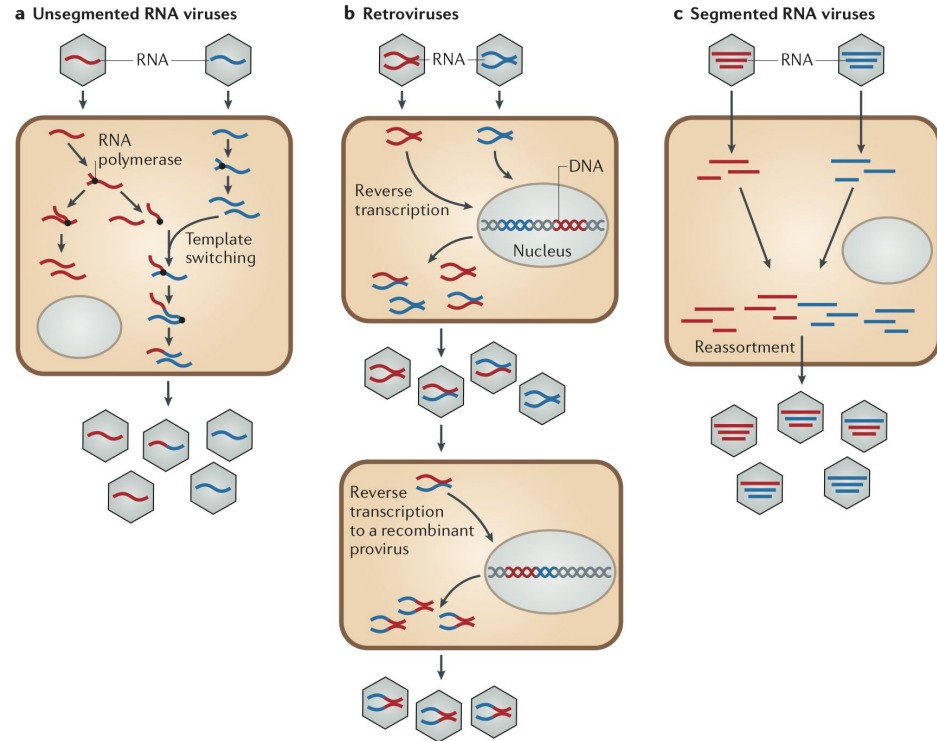 a Unsegmented RNA viruses
RNA
RNA
polymerase
Template
switching
b Retroviruses
RNA
Reverse
transcription
DNA
Nucleus
Reverse
transcription
to a recombinant
provirus
c Segmented RNA viruses
RNA
Reassortment